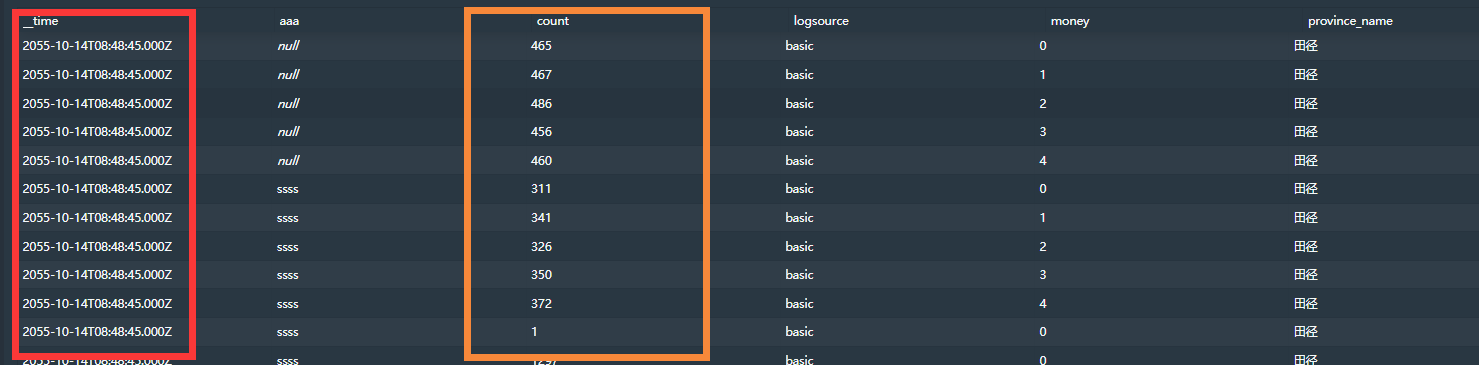 __time aaa count logsource money province_name
2055-10-14T08:48:45.000Z null 465 basic 0 田径
2055-10-14T08:48:45.000Z null 467 basic 1 田径
2055-10-14T08:48:45.000Z null 486 basic 2 田径
2055-10-14T08:48:45.000Z null 456 basic 3 田径
2055-10-14T08:48:45.000Z null 460 basic 4 田径
2055-10-14T08:48:45.000Z ssss 311 basic 0 田径
2055-10-14T08:48:45.000Z ssss 341 basic 1 田径
2055-10-14T08:48:45.000Z ssss 326 basic 2 田径
2055-10-14T08:48:45.000Z ssss 350 basic 3 田径
2055-10-14T08:48:45.000Z ssss 372 basic 4 田径
2055-10-14T08:48:45.000Z ssss 1 basic 0 田径
2055-10-14T08:48:45.000Z ssss 1297 basic 0 田径